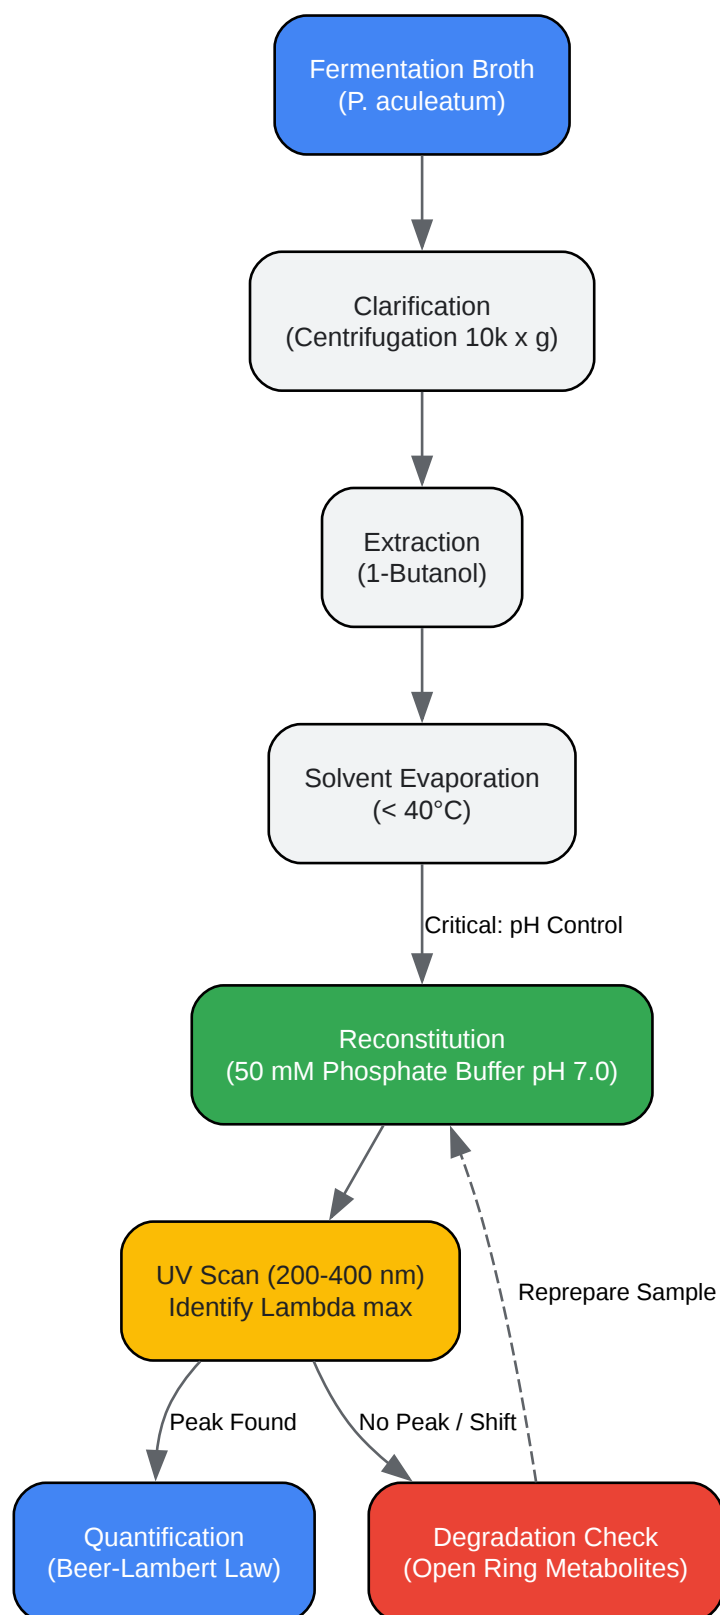 Fermentation Broth
(P. aculeatum)
Clarification
(Centrifugation 10k x g)
Extraction
(1-Butanol)
Solvent Evaporation
(< 40°C)
Critical: pH Control
Reconstitution
(50 mM Phosphate Buffer pH 7.0)
UV Scan (200-400 nm)
Identify Lambda max
Reprepare Sample
Peak Found
No Peak / Shift
Quantification
(Beer-Lambert Law)
Degradation Check
(Open Ring Metabolites)